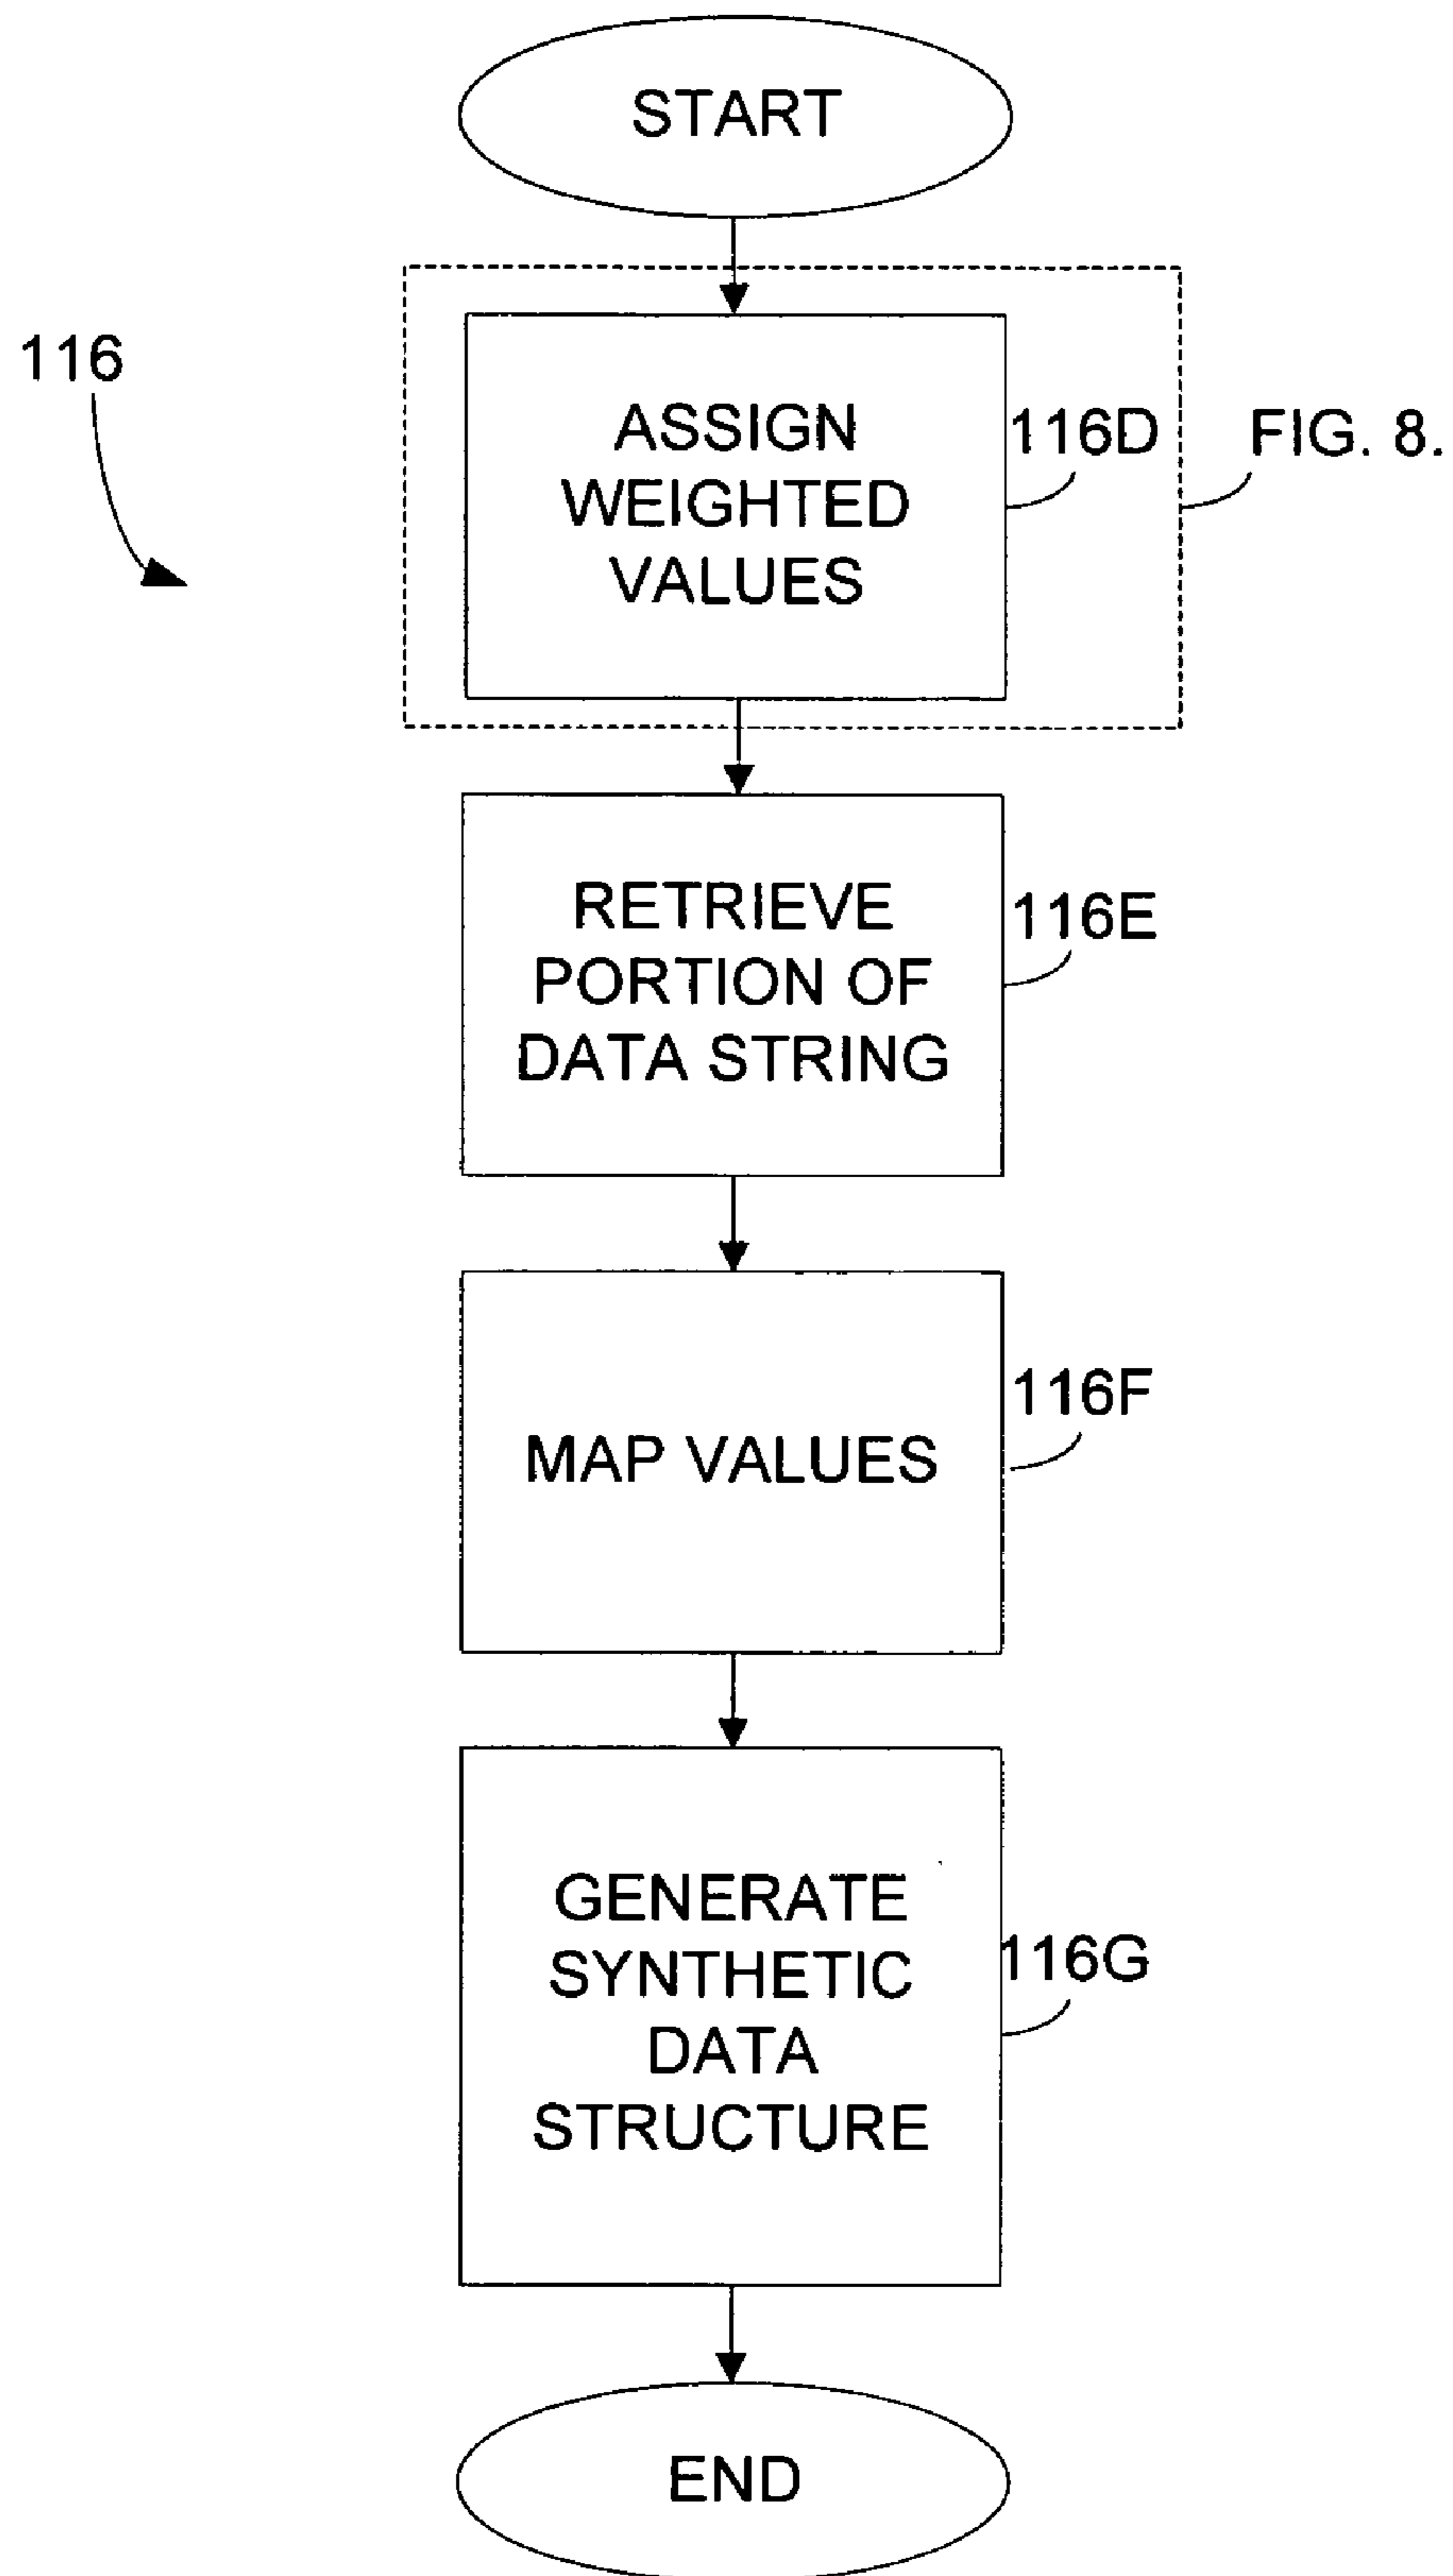 START
116
ASSIGN
WEIGHTED
VALUES
116D
FIG. 8.
RETRIEVE
PORTION OF
DATA STRING
116E
MAP VALUES
116F
GENERATE
SYNTHETIC
DATA
STRUCTURE
116G
END